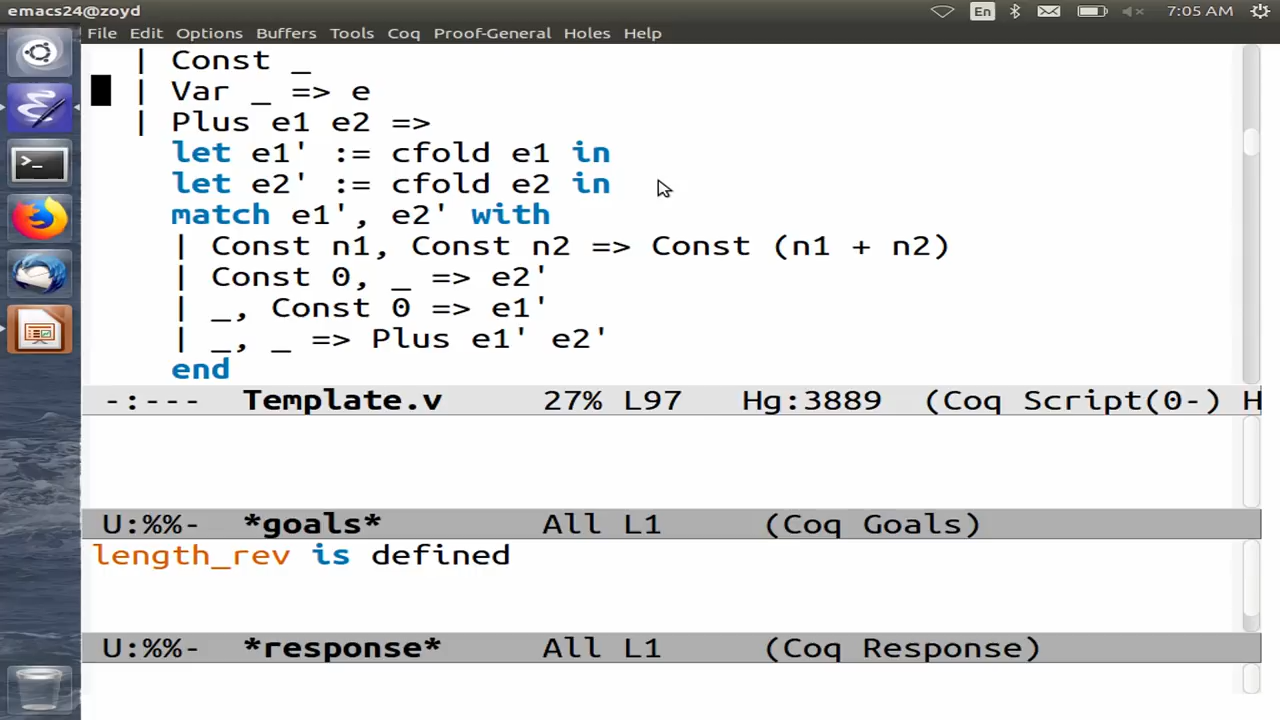 emacs24@zoyd En 7:05 AM
File Edit Options Buffers Tools Coq Proof-General Holes Help
| Const _
| Var _ => e
| Plus e1 e2 =>
let e1' := cfold e1 in
let e2' := cfold e2 in
match e1', e2' with
| Const n1, Const n2 => Const (n1 + n2)
| Const 0, _ => e2'
| _, Const 0 => e1'
| _, _ => Plus e1' e2'
end
-:--- Template.v 27% L97 Hg:3889 (Coq Script(0-) H
U:%%- *goals* All L1 (Coq Goals)
length_rev is defined
U:%%- *response* All L1 (Coq Response)